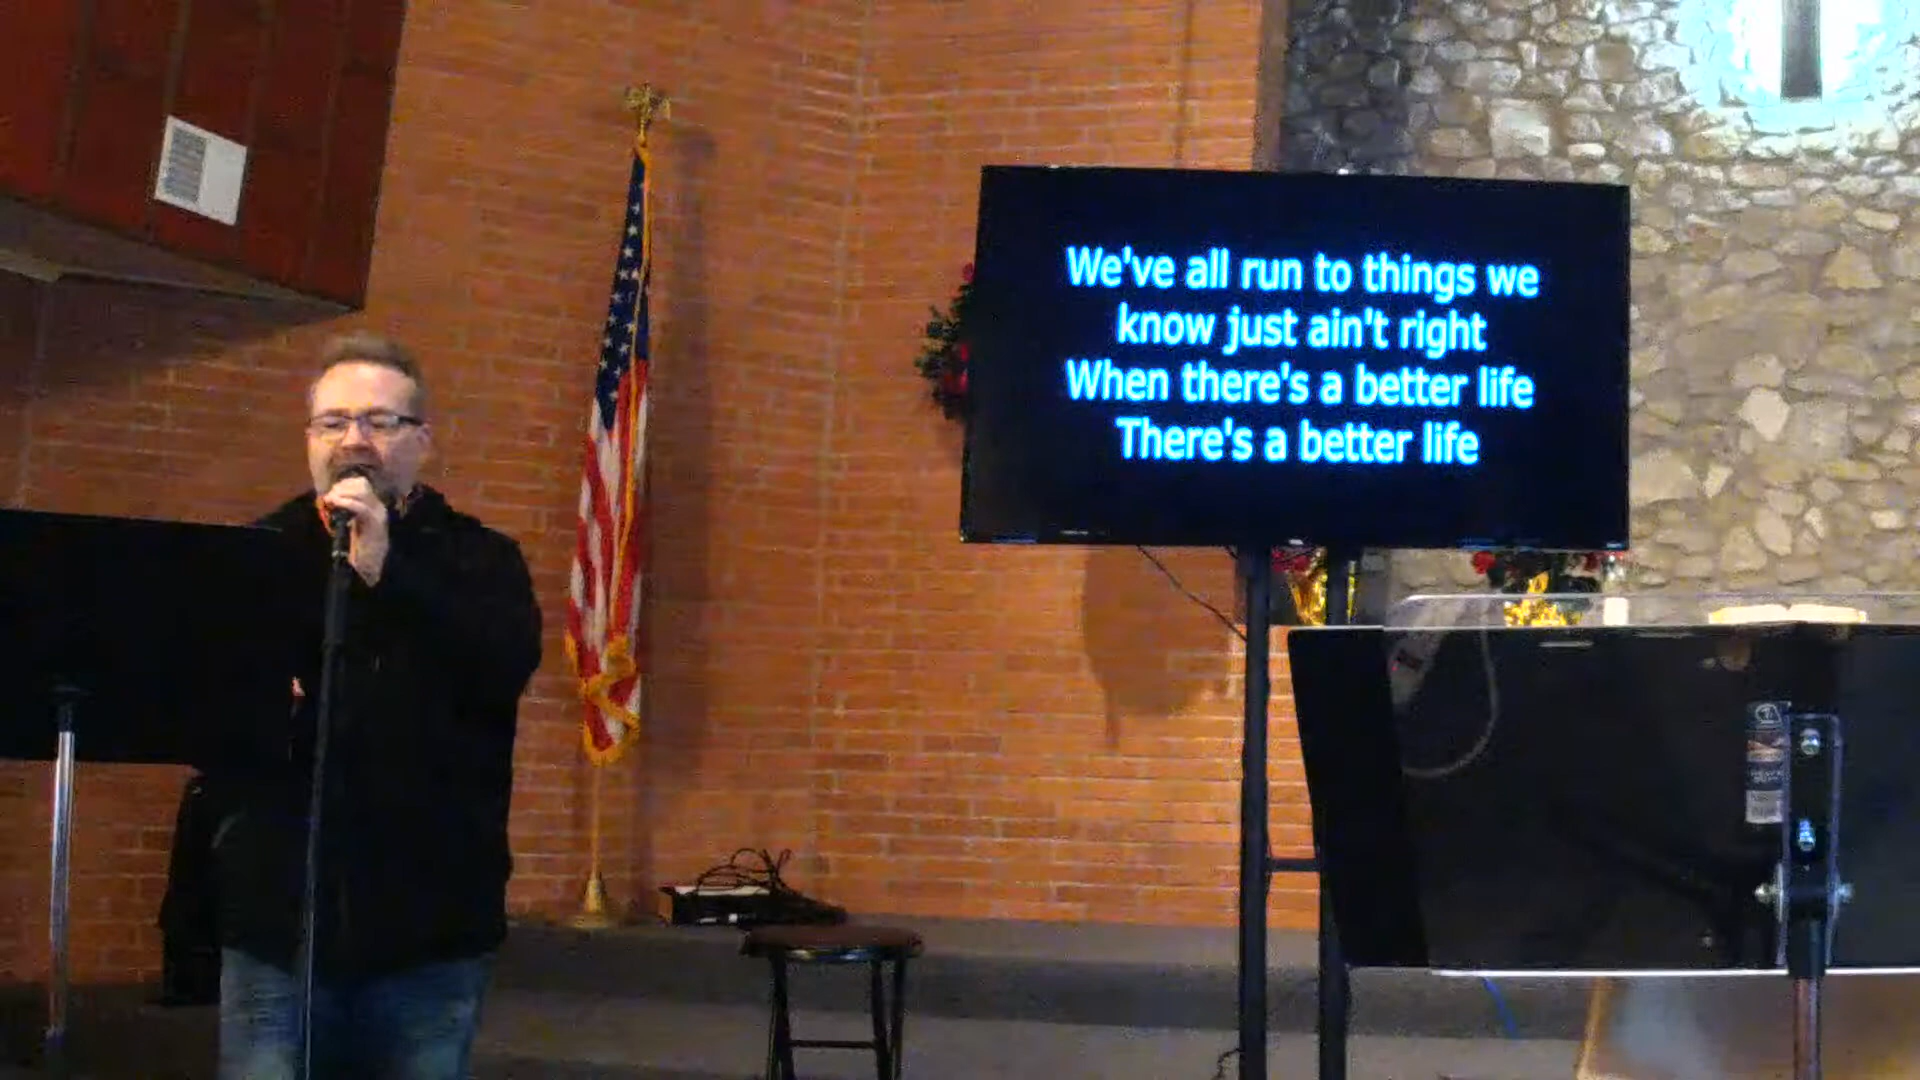 We've all run to things we
know just ain't right
When there's a better life
There's a better life